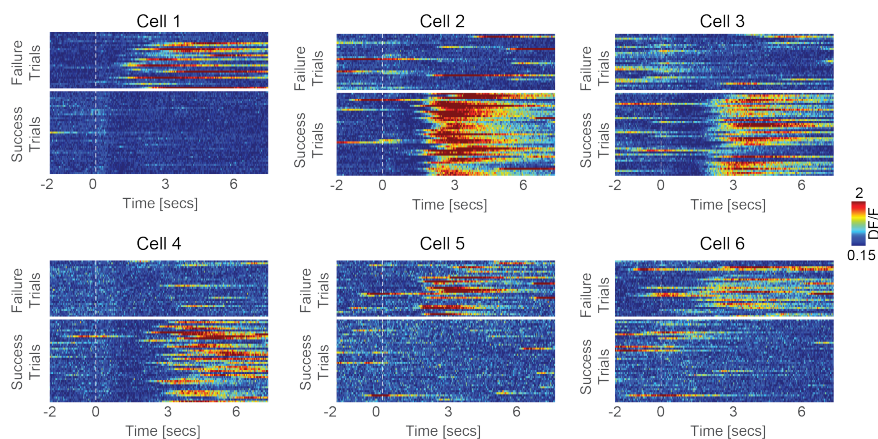 Cell 1
Cell 2
Cell 3
Failure
Trials
Failure
Trials
Failure
Trials
Success
Trials
Success
Trials
Success
Trials
-2 0 3 6
-2 0 3 6
-2 0 3 6
Time [secs]
Time [secs]
Time [secs]
2
DF/F
0.15
Cell 4
Cell 5
Cell 6
Failure
Trials
Failure
Trials
Failure
Trials
Success
Trials
Success
Trials
Success
Trials
-2 0 3 6
-2 0 3 6
-2 0 3 6
Time [secs]
Time [secs]
Time [secs]